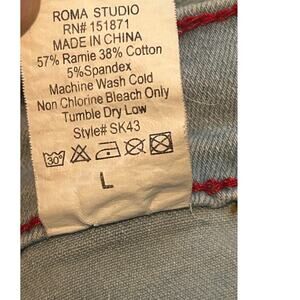 ROMA STUDIO
RN# 151871
MADE IN CHINA
57% Ramie 38% Cotton
5%Spandex
Machine Wash Cold
Non Chlorine Bleach Only
Tumble Dry Low
Style# SK43
30°
L